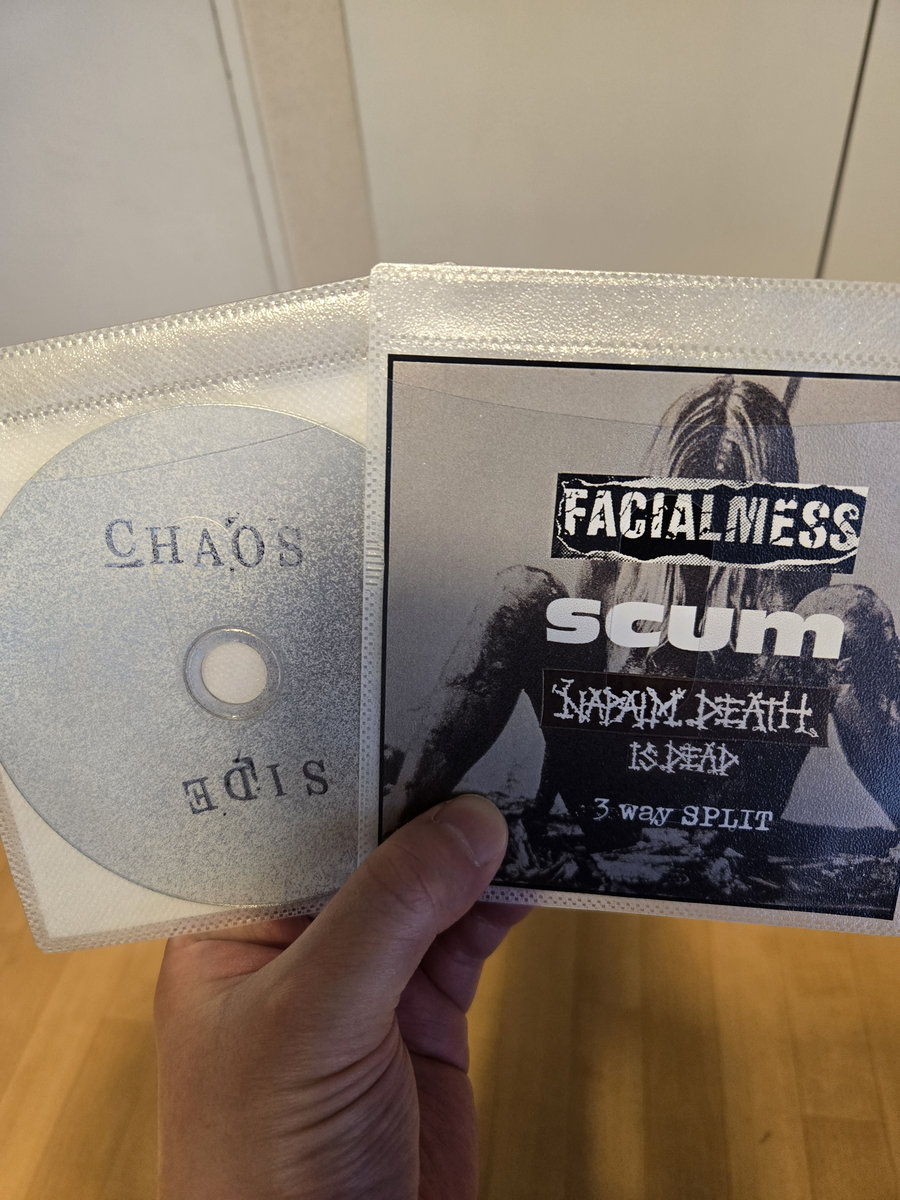 CHAOS
SIDE
FACIALMESS
scum
NAPALM DEATH
IS DEAD
3 way SPLIT